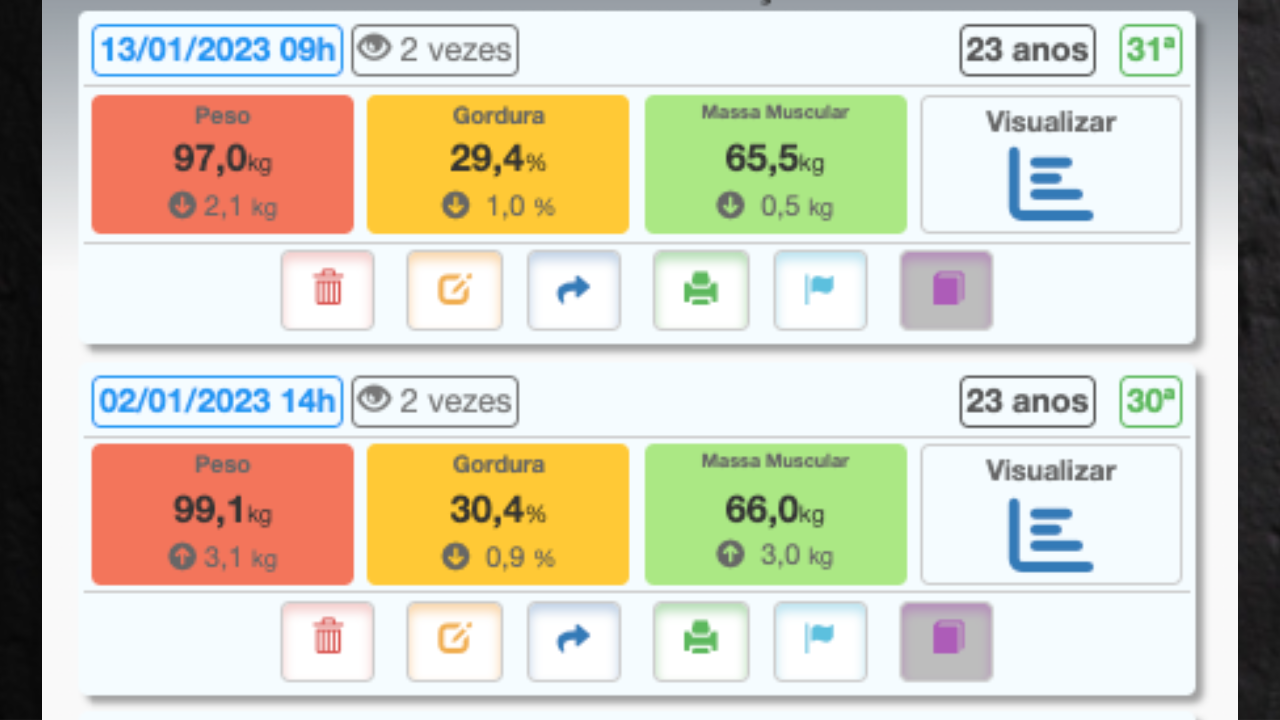 13/01/2023 09h 2 vezes 23 anos 31ª
Peso Gordura Massa Muscular Visualizar
97,0kg 29,4% 65,5kg
2,1 kg 1,0 % 0,5 kg
02/01/2023 14h 2 vezes 23 anos 30ª
Peso Gordura Massa Muscular Visualizar
99,1kg 30,4% 66,0kg
3,1 kg 0,9 % 3,0 kg